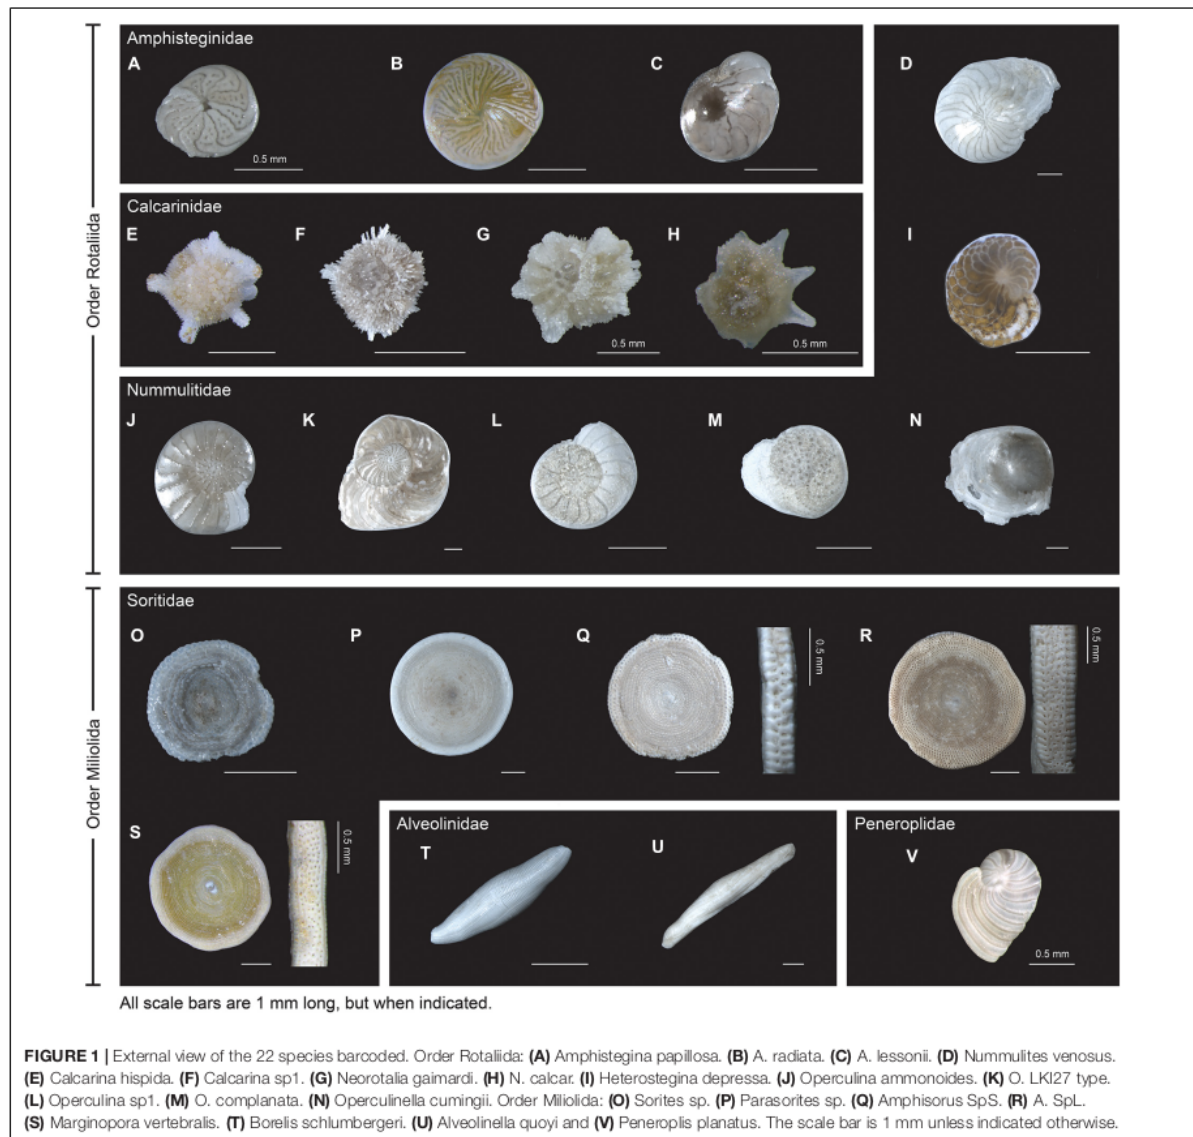 Amphisteginidae
A
B
C
D
0.5 mm
Order Rotaliida
Calcarinidae
E
F
G
H
I
0.5 mm
0.5 mm
Nummulitidae
J
K
L
M
N
Soritidae
O
P
Q
0.5 mm
R
0.5 mm
Order Miliolida
S
0.5 mm
Alveolinidae
T
U
Peneroplidae
V
0.5 mm
All scale bars are 1 mm long, but when indicated.
FIGURE 1 | External view of the 22 species barcoded. Order Rotaliida: (A) Amphistegina papillosa. (B) A. radiata. (C) A. lessonii. (D) Nummulites venosus.
(E) Calcarina hispida. (F) Calcarina sp1. (G) Neorotalia gaimardi. (H) N. calcar. (I) Heterostegina depressa. (J) Operculina ammonoides. (K) O. LKI27 type.
(L) Operculina sp1. (M) O. complanata. (N) Operculinella cumingii. Order Miliolida: (O) Sorites sp. (P) Parasorites sp. (Q) Amphisorus SpS. (R) A. SpL.
(S) Marginopora vertebralis. (T) Borelis schlumbergeri. (U) Alveolinella quoyi and (V) Peneroplis planatus. The scale bar is 1 mm unless indicated otherwise.